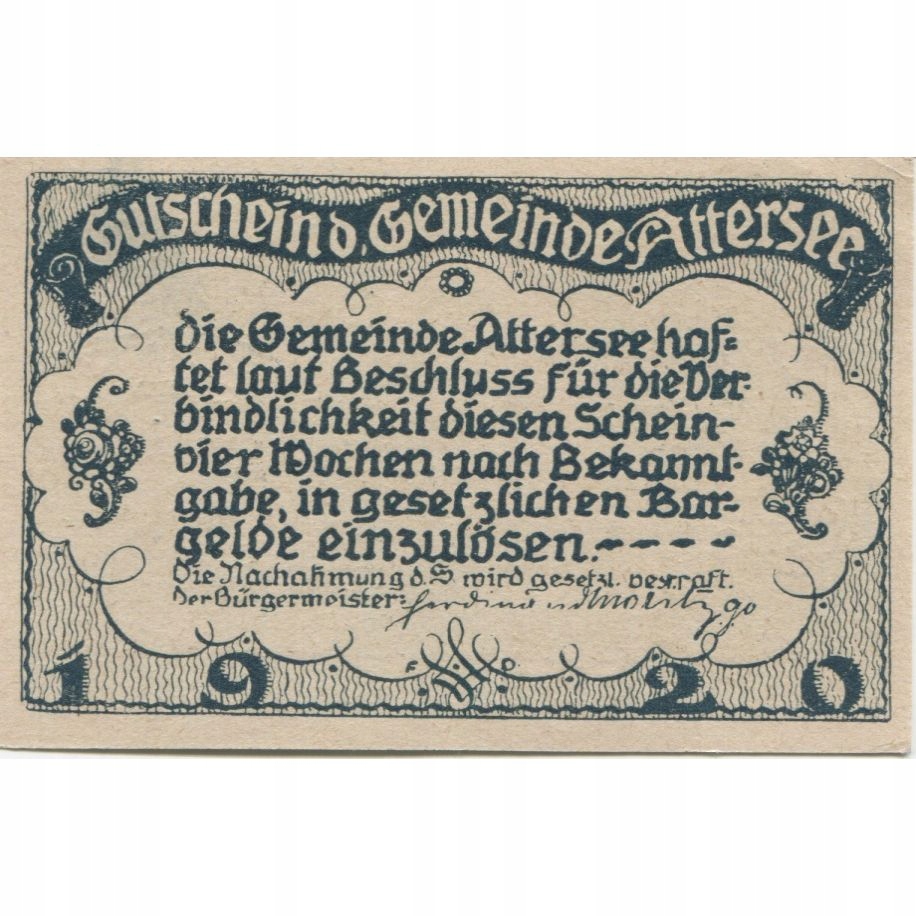 Gutschein d. Gemeinde Attersee
Die Gemeinde Attersee haf=
tet laut Beschluss für die Ver-
bindlichkeit diesen Schein-
vier Wochen nach Bekannt-
gabe, in gesetzlichen Bar-
gelde einzulösen. - - - -
Die Nachahmung d. S wird gesetzl. bestraft.
Der Bürgermeister: Ferdinand
F D
1920